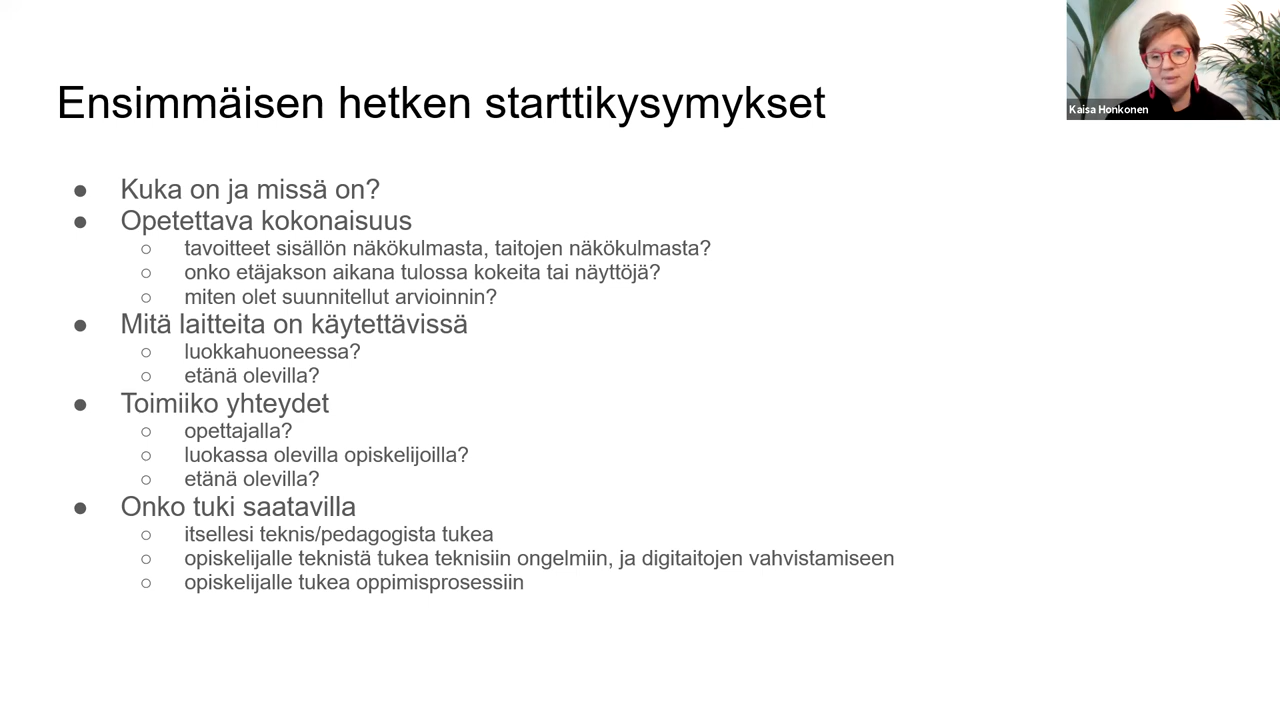 Ensimmäisen hetken starttikysymykset
Kaisa Honkonen
● Kuka on ja missä on?
● Opetettava kokonaisuus
○ tavoitteet sisällön näkökulmasta, taitojen näkökulmasta?
○ onko etäjakson aikana tulossa kokeita tai näyttöjä?
○ miten olet suunnitellut arvioinnin?
● Mitä laitteita on käytettävissä
○ luokkahuoneessa?
○ etänä olevilla?
● Toimiiko yhteydet
○ opettajalla?
○ luokassa olevilla opiskelijoilla?
○ etänä olevilla?
● Onko tuki saatavilla
○ itsellesi teknis/pedagogista tukea
○ opiskelijalle teknistä tukea teknisiin ongelmiin, ja digitaitojen vahvistamiseen
○ opiskelijalle tukea oppimisprosessiin